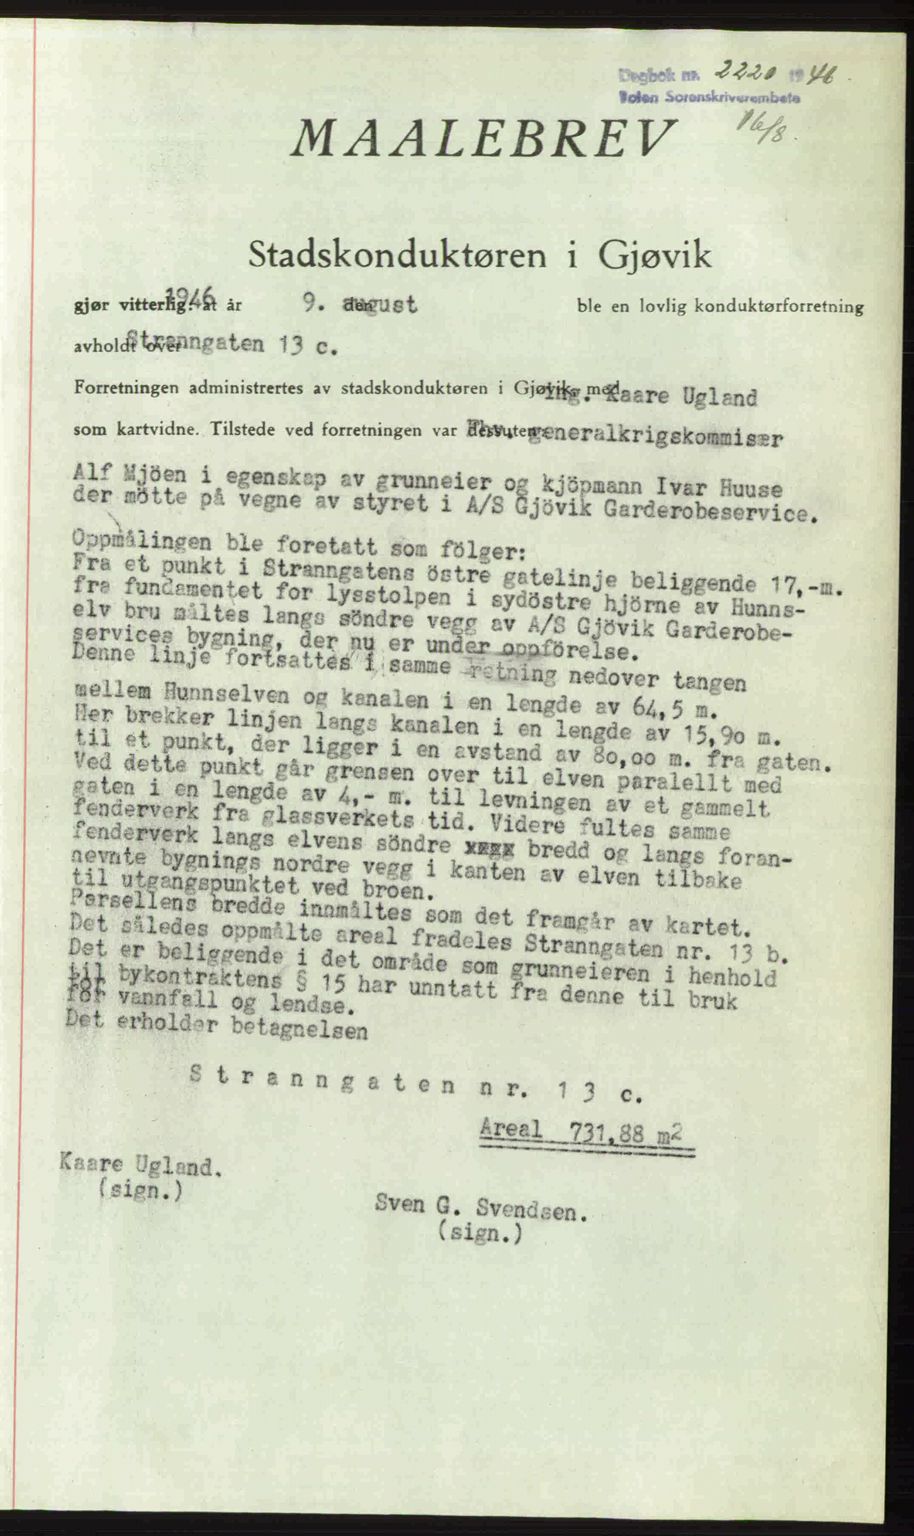 Dagbok nr. 2220 1946.
Toten Sorenskriverembete
16/8.
MAALEBREV
Stadskonduktøren i Gjøvik
gjør vitterlig: at år 1946 den 9. august ble en lovlig konduktørforretning
avholdt over Stranngaten 13 c.
Forretningen administrertes av stadskonduktøren i Gjøvik, med ing. Kaare Ugland
som kartvidne. Tilstede ved forretningen var dessuten: generalkrigskommisær
Alf Mjöen i egenskap av grunneier og kjöpmann Ivar Huuse
der mötte på vegne av styret i A/S Gjövik Garderobeservice.
Oppmålingen ble foretatt som fölger:
Fra et punkt i Stranngatens östre gatelinje beliggende 17,-m.
fra fundamentet for lysstolpen i sydöstre hjörne av Hunns-
elv bru måltes langs söndre vegg av A/S Gjövik Garderobe-
services bygning, der nu er under oppförelse.
Denne linje fortsattes i samme retning nedover tangen
mellem Hunnselven og kanalen i en lengde av 64,5 m.
Her brekker linjen langs kanalen i en lengde av 15,90 m.
til et punkt, der ligger i en avstand av 80,00 m. fra gaten.
Ved dette punkt går grensen over til elven paralellt med
gaten i en lengde av 4,- m. til levningen av et gammelt
fenderverk fra glassverkets tid. Videre fultes samme
fenderverk langs elvens söndre bredd og langs foran-
nevnte bygnings nordre vegg i kanten av elven tilbake
til utgangspunktet ved broen.
Parsellens bredde innmåltes som det framgår av kartet.
Det således oppmålte areal fradeles Stranngaten nr. 13 b.
Det er beliggende i det område som grunneieren i henhold
til bykontraktens § 15 har unntatt fra denne til bruk
for vannfall og lendse.
Det erholder betagnelsen
Stranngaten nr. 13 c.
Areal 731,88 m2
Kaare Ugland.
(sign.)
Sven G. Svendsen.
(sign.)